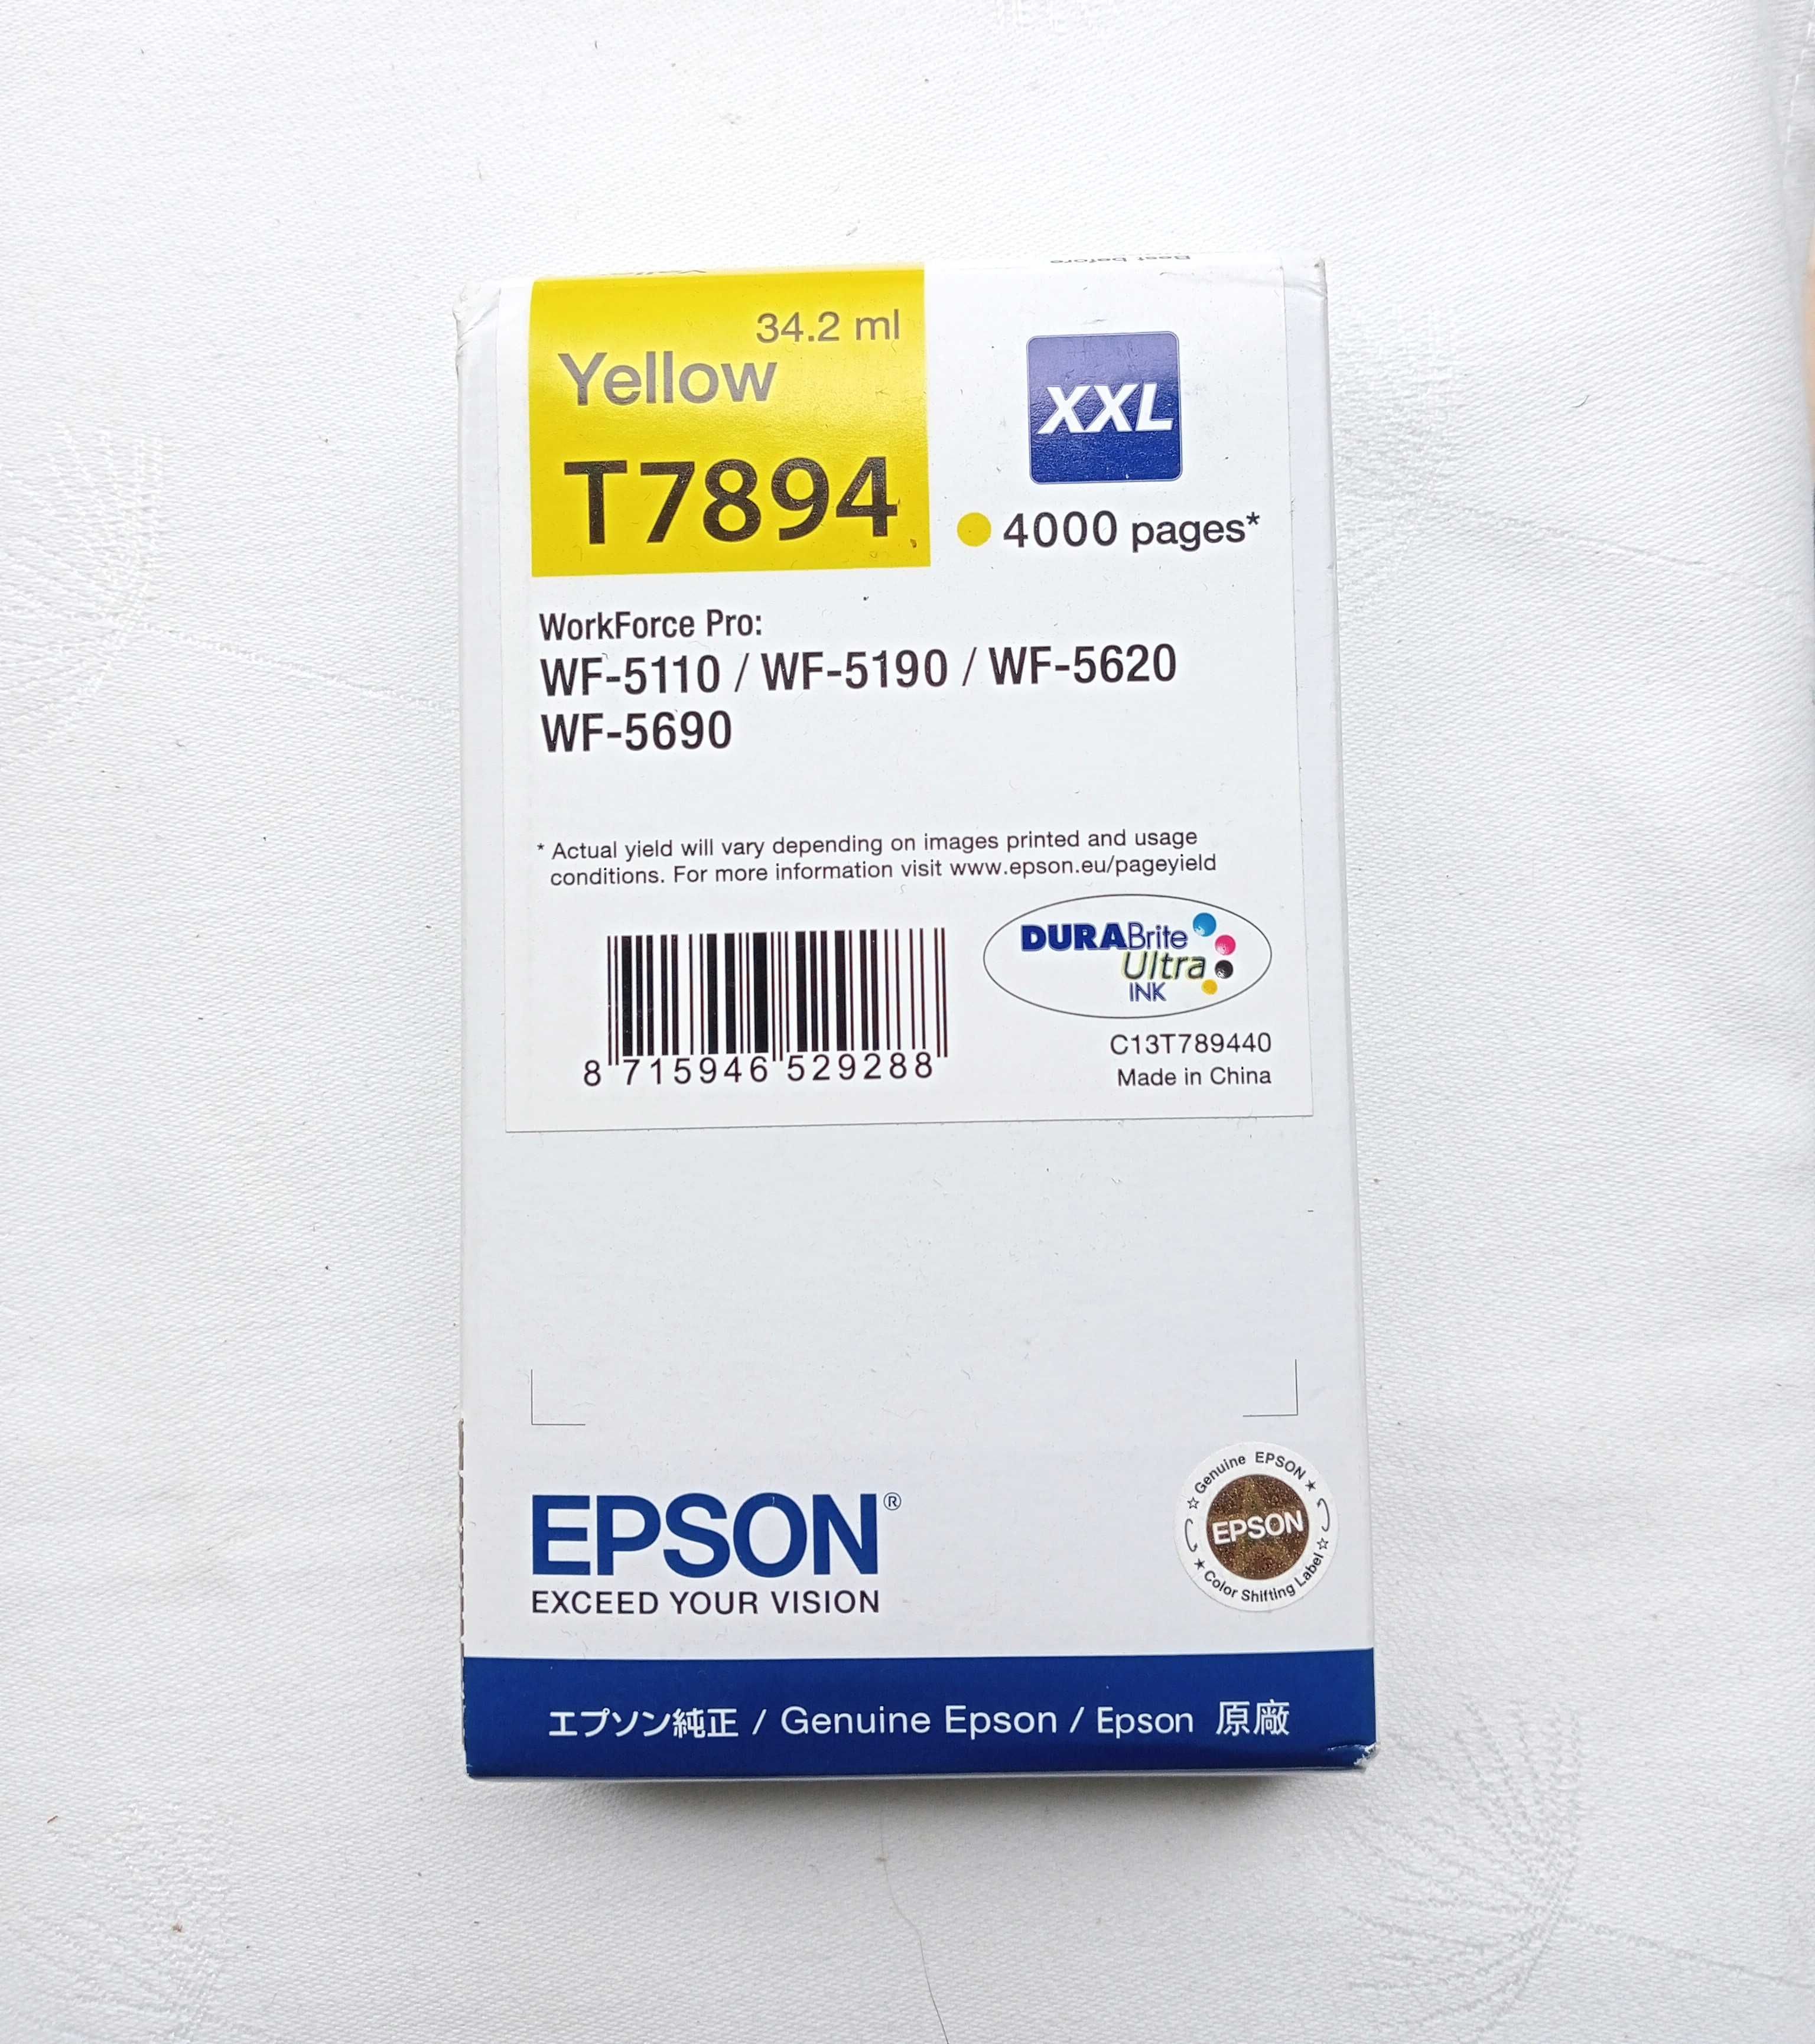 Best before
34.2 ml
Yellow
T7894
XXL
4000 pages*
WorkForce Pro:
WF-5110 / WF-5190 / WF-5620
WF-5690
* Actual yield will vary depending on images printed and usage
conditions. For more information visit www.epson.eu/pageyield
DURABrite
Ultra
INK
8 715946 529288
C13T789440
Made in China
EPSON®
EXCEED YOUR VISION
☆ Genuine EPSON ★
EPSON
★ Color Shifting Label ☆
エプソン純正 / Genuine Epson / Epson 原廠